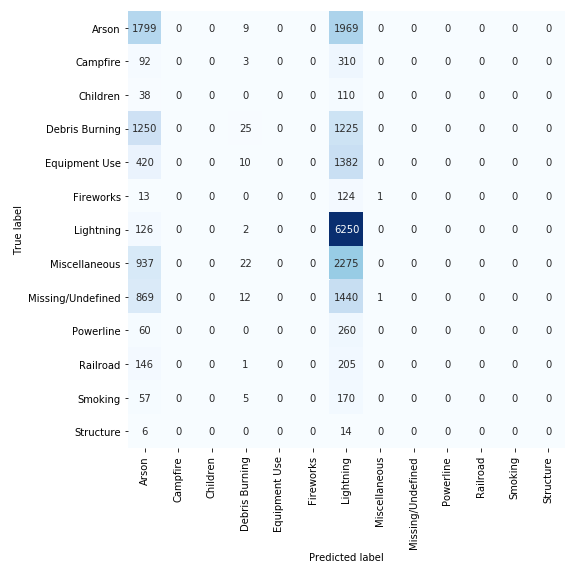 Arson 1799 0 0 9 0 0 1969 0 0 0 0 0 0
Campfire 92 0 0 3 0 0 310 0 0 0 0 0 0
Children 38 0 0 0 0 0 110 0 0 0 0 0 0
Debris Burning 1250 0 0 25 0 0 1225 0 0 0 0 0 0
Equipment Use 420 0 0 10 0 0 1382 0 0 0 0 0 0
Fireworks 13 0 0 0 0 0 124 1 0 0 0 0 0
Lightning 126 0 0 2 0 0 6250 0 0 0 0 0 0
Miscellaneous 937 0 0 22 0 0 2275 0 0 0 0 0 0
Missing/Undefined 869 0 0 12 0 0 1440 1 0 0 0 0 0
Powerline 60 0 0 0 0 0 260 0 0 0 0 0 0
Railroad 146 0 0 1 0 0 205 0 0 0 0 0 0
Smoking 57 0 0 5 0 0 170 0 0 0 0 0 0
Structure 6 0 0 0 0 0 14 0 0 0 0 0 0
True label
Arson
Campfire
Children
Debris Burning
Equipment Use
Fireworks
Lightning
Miscellaneous
Missing/Undefined
Powerline
Railroad
Smoking
Structure
Predicted label